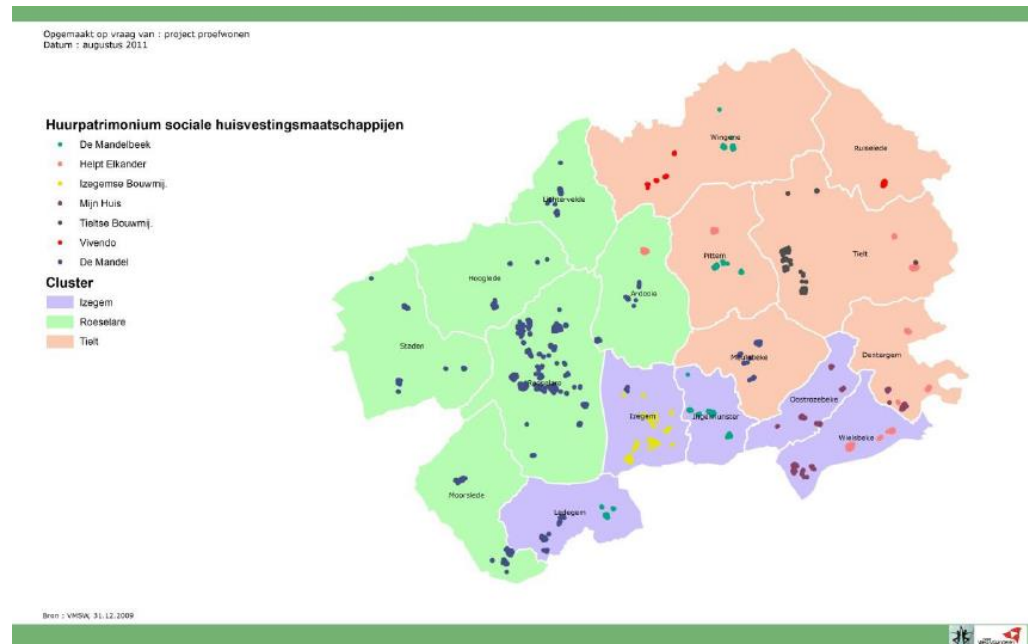 Opgemaakt op vraag van : project proefwonen
Datum : augustus 2011
Huurpatrimonium sociale huisvestingsmaatschappijen
De Mandelbeek
Helpt Elkander
Izegemse Bouwmij.
Mijn Huis
Tieltse Bouwmij.
Vivendo
De Mandel
Cluster
Izegem
Roeselare
Tielt
Wingene
Ruiselede
Lichtervelde
Pittem
Tielt
Hooglede
Ardooie
Staden
Meulebeke
Dentergem
Roeselare
Oostrozebeke
Izegem
Ingelmunster
Wielsbeke
Moorslede
Ledegem
Bron : VMSW, 31.12.2009